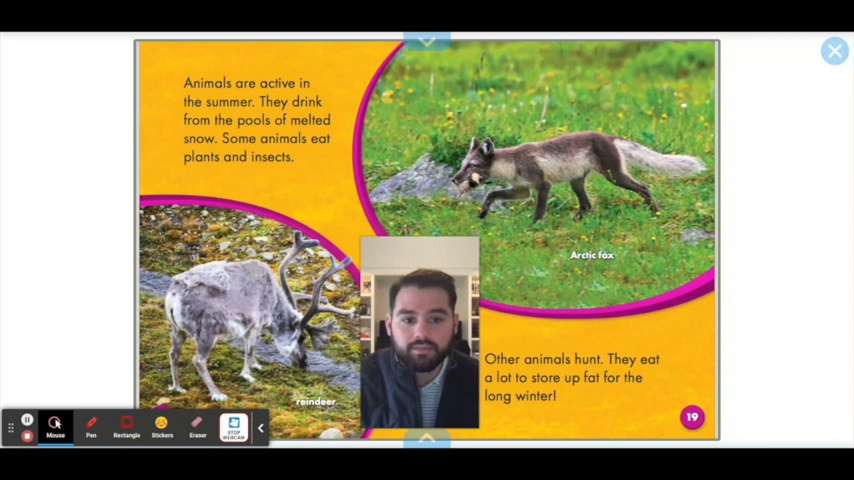 Animals are active in
the summer. They drink
from the pools of melted
snow. Some animals eat
plants and insects.
Arctic fox
reindeer
Other animals hunt. They eat
a lot to store up fat for the
long winter!
19
Mouse
Pen
Rectangle
Stickers
Eraser
STOP
WEBCAM